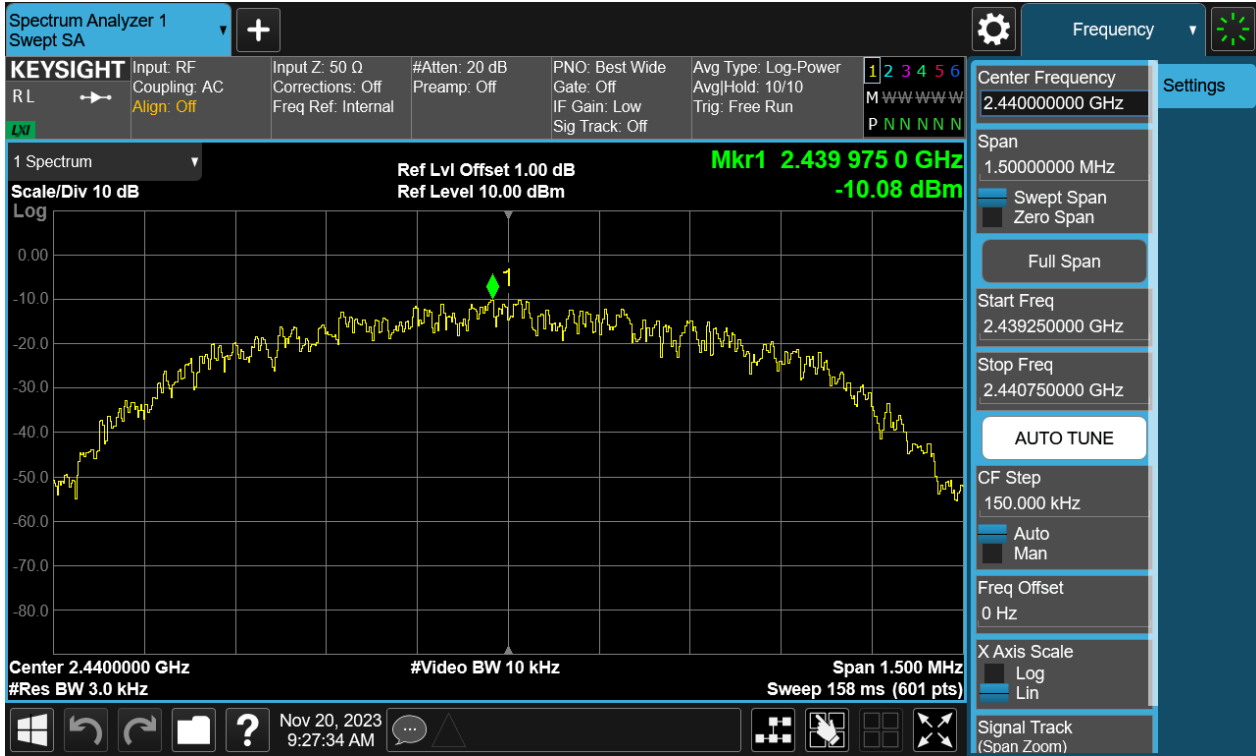 Spectrum Analyzer 1
Swept SA
Frequency
KEYSIGHT
R L
LXI
Input: RF
Coupling: AC
Align: Off
Input Z: 50 Ω
Corrections: Off
Freq Ref: Internal
#Atten: 20 dB
Preamp: Off
PNO: Best Wide
Gate: Off
IF Gain: Low
Sig Track: Off
Avg Type: Log-Power
Avg|Hold: 10/10
Trig: Free Run
1 2 3 4 5 6
M W W W W W
P N N N N N
1 Spectrum
Scale/Div 10 dB
Ref Lvl Offset 1.00 dB
Ref Level 10.00 dBm
Mkr1 2.439 975 0 GHz
-10.08 dBm
Log
1
0.00
-10.0
-20.0
-30.0
-40.0
-50.0
-60.0
-70.0
-80.0
Center 2.4400000 GHz
#Res BW 3.0 kHz
#Video BW 10 kHz
Span 1.500 MHz
Sweep 158 ms (601 pts)
Center Frequency
2.440000000 GHz
Span
1.50000000 MHz
Swept Span
Zero Span
Full Span
Start Freq
2.439250000 GHz
Stop Freq
2.440750000 GHz
AUTO TUNE
CF Step
150.000 kHz
Auto
Man
Freq Offset
0 Hz
X Axis Scale
Log
Lin
Signal Track
(Span Zoom)
Settings
?
Nov 20, 2023
9:27:34 AM